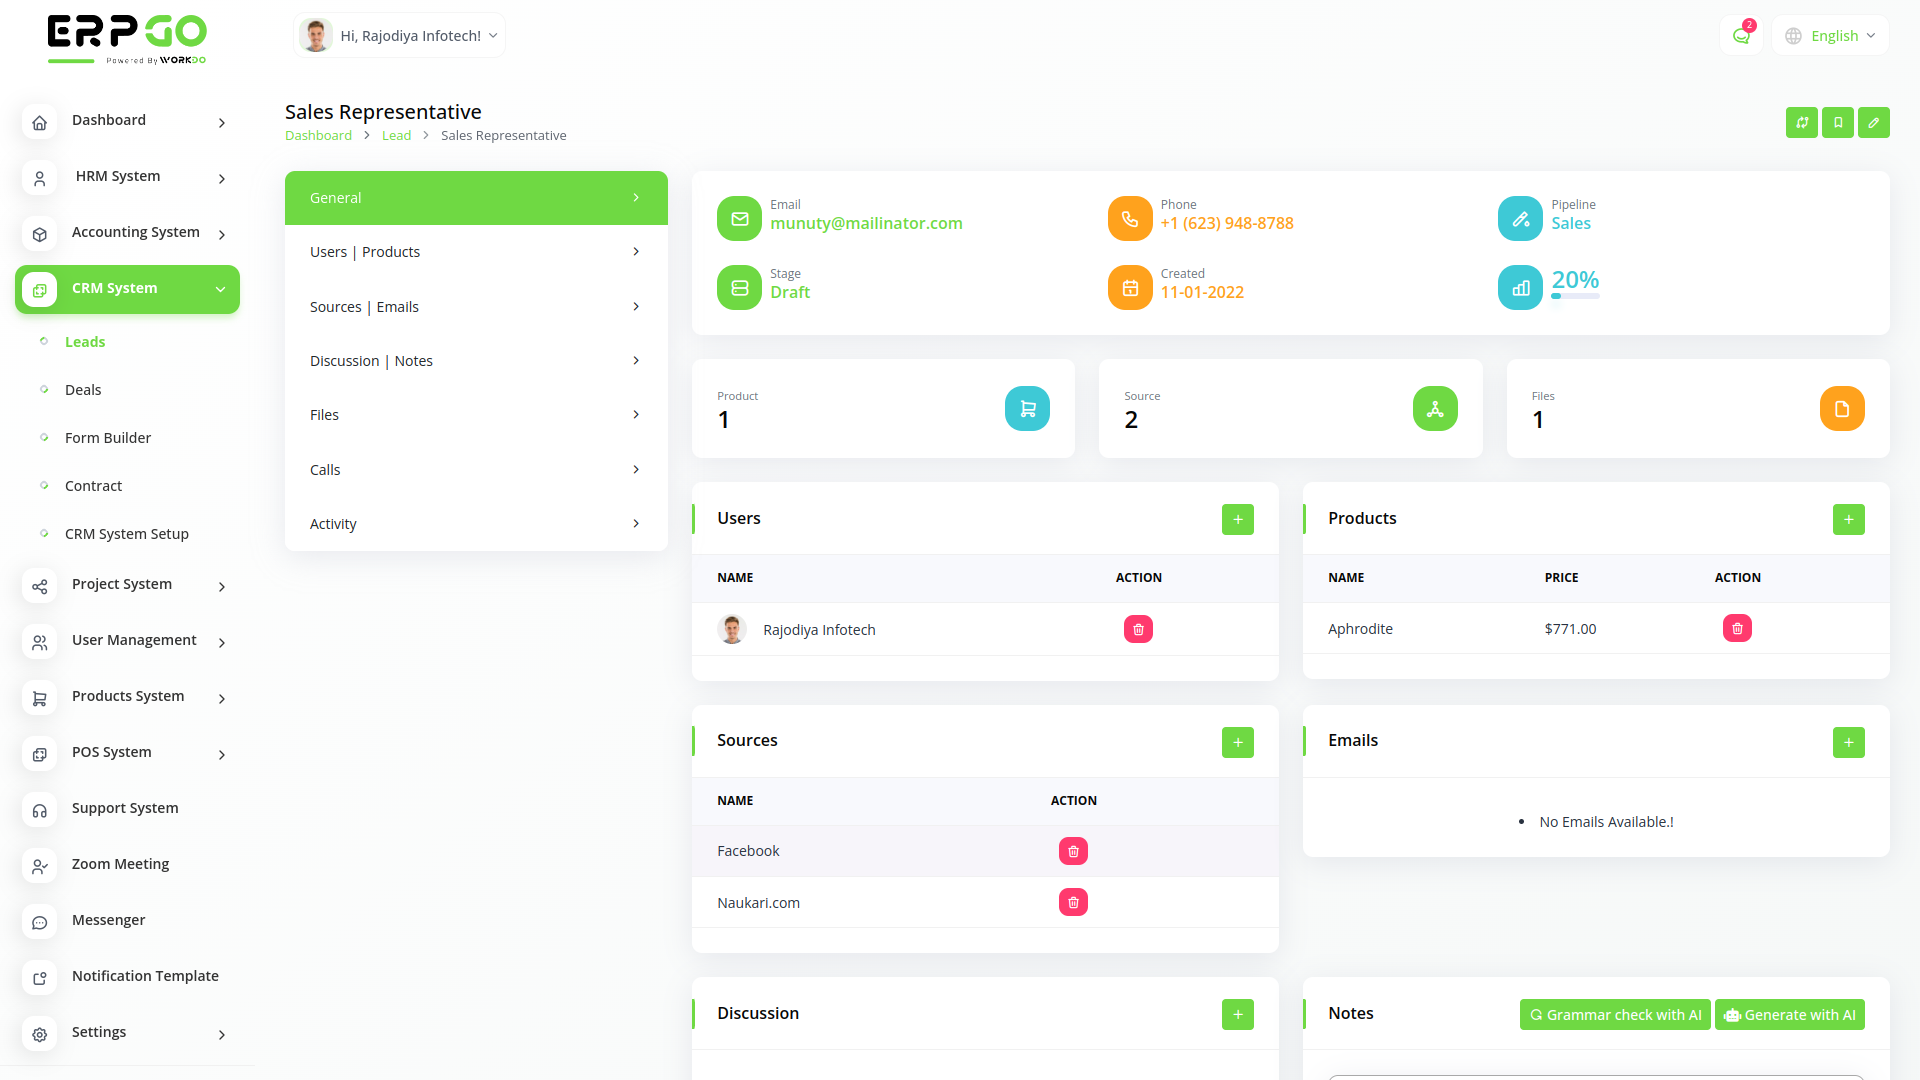 ERPGO
Powered By WORKDO
Hi, Rajodiya Infotech!
2
English
Dashboard
HRM System
Accounting System
CRM System
Leads
Deals
Form Builder
Contract
CRM System Setup
Project System
User Management
Products System
POS System
Support System
Zoom Meeting
Messenger
Notification Template
Settings
Sales Representative
Dashboard > Lead > Sales Representative
General
Users | Products
Sources | Emails
Discussion | Notes
Files
Calls
Activity
Email
munuty@mailinator.com
Phone
+1 (623) 948-8788
Pipeline
Sales
Stage
Draft
Created
11-01-2022
20%
Product
1
Source
2
Files
1
Users
NAME ACTION
Rajodiya Infotech
Products
NAME PRICE ACTION
Aphrodite $771.00
Sources
NAME ACTION
Facebook
Naukari.com
Emails
No Emails Available.!
Discussion
Notes
Grammar check with AI
Generate with AI